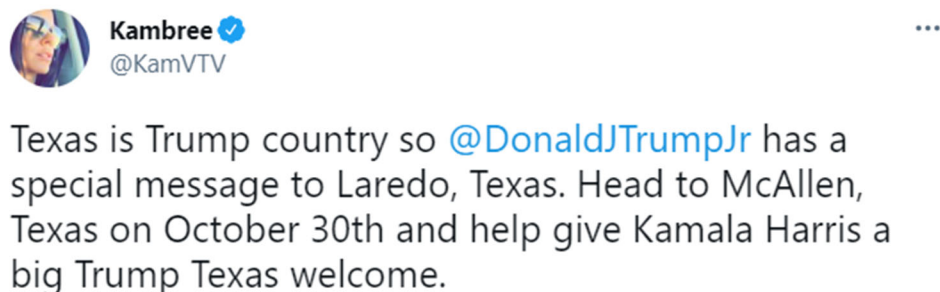 Kambree
@KamVTV
Texas is Trump country so @DonaldJTrumpJr has a
special message to Laredo, Texas. Head to McAllen,
Texas on October 30th and help give Kamala Harris a
big Trump Texas welcome.